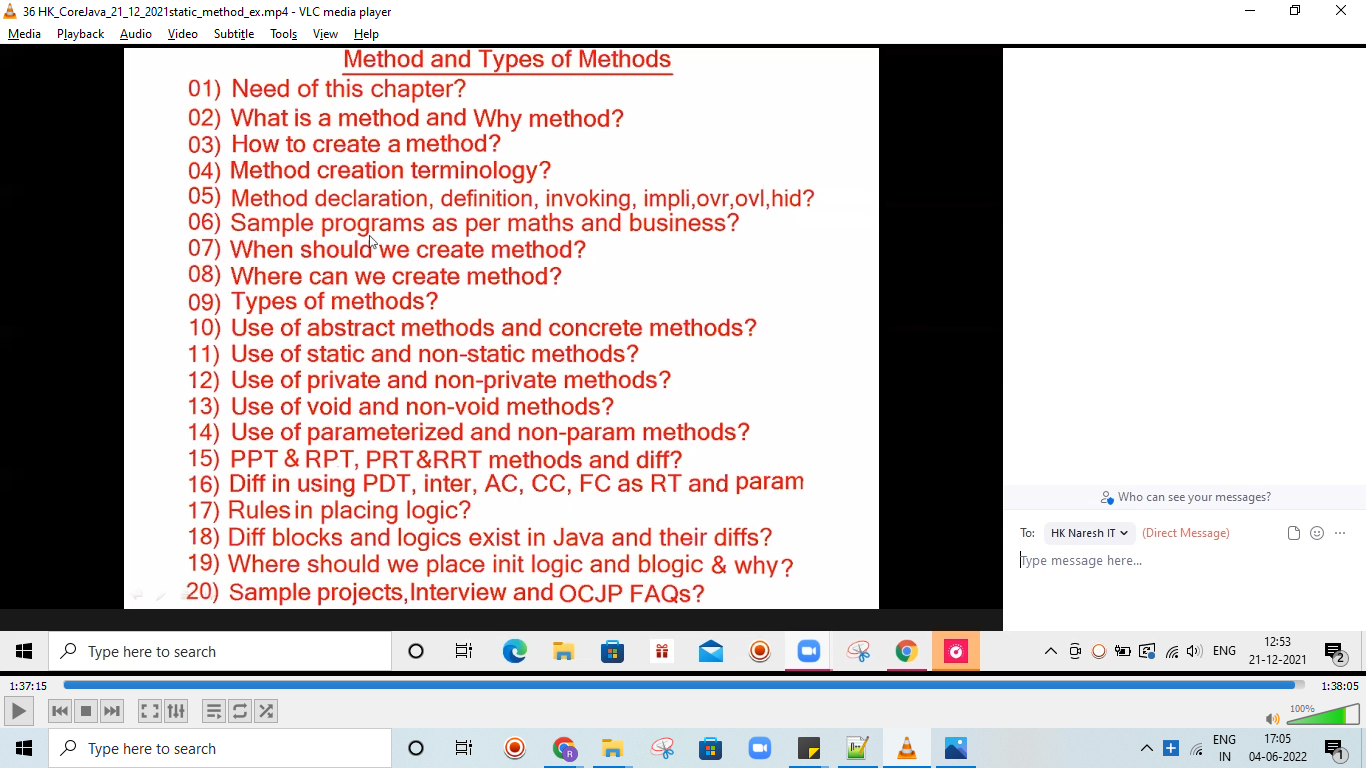 36 HK_CoreJava_21_12_2021static_method_ex.mp4 - VLC media player
Media Playback Audio Video Subtitle Tools View Help
Method and Types of Methods
01) Need of this chapter?
02) What is a method and Why method?
03) How to create a method?
04) Method creation terminology?
05) Method declaration, definition, invoking, impli,ovr,ovl,hid?
06) Sample programs as per maths and business?
07) When should we create method?
08) Where can we create method?
09) Types of methods?
10) Use of abstract methods and concrete methods?
11) Use of static and non-static methods?
12) Use of private and non-private methods?
13) Use of void and non-void methods?
14) Use of parameterized and non-param methods?
15) PPT & RPT, PRT&RRT methods and diff?
16) Diff in using PDT, inter, AC, CC, FC as RT and param
17) Rules in placing logic?
18) Diff blocks and logics exist in Java and their diffs?
19) Where should we place init logic and blogic & why?
20) Sample projects,Interview and OCJP FAQs?
Who can see your messages?
To: HK Naresh IT (Direct Message)
Type message here...
Type here to search
ENG
12:53
21-12-2021
2
1:37:15
1:38:05
100%
Type here to search
R
ENG
IN
17:05
04-06-2022
1